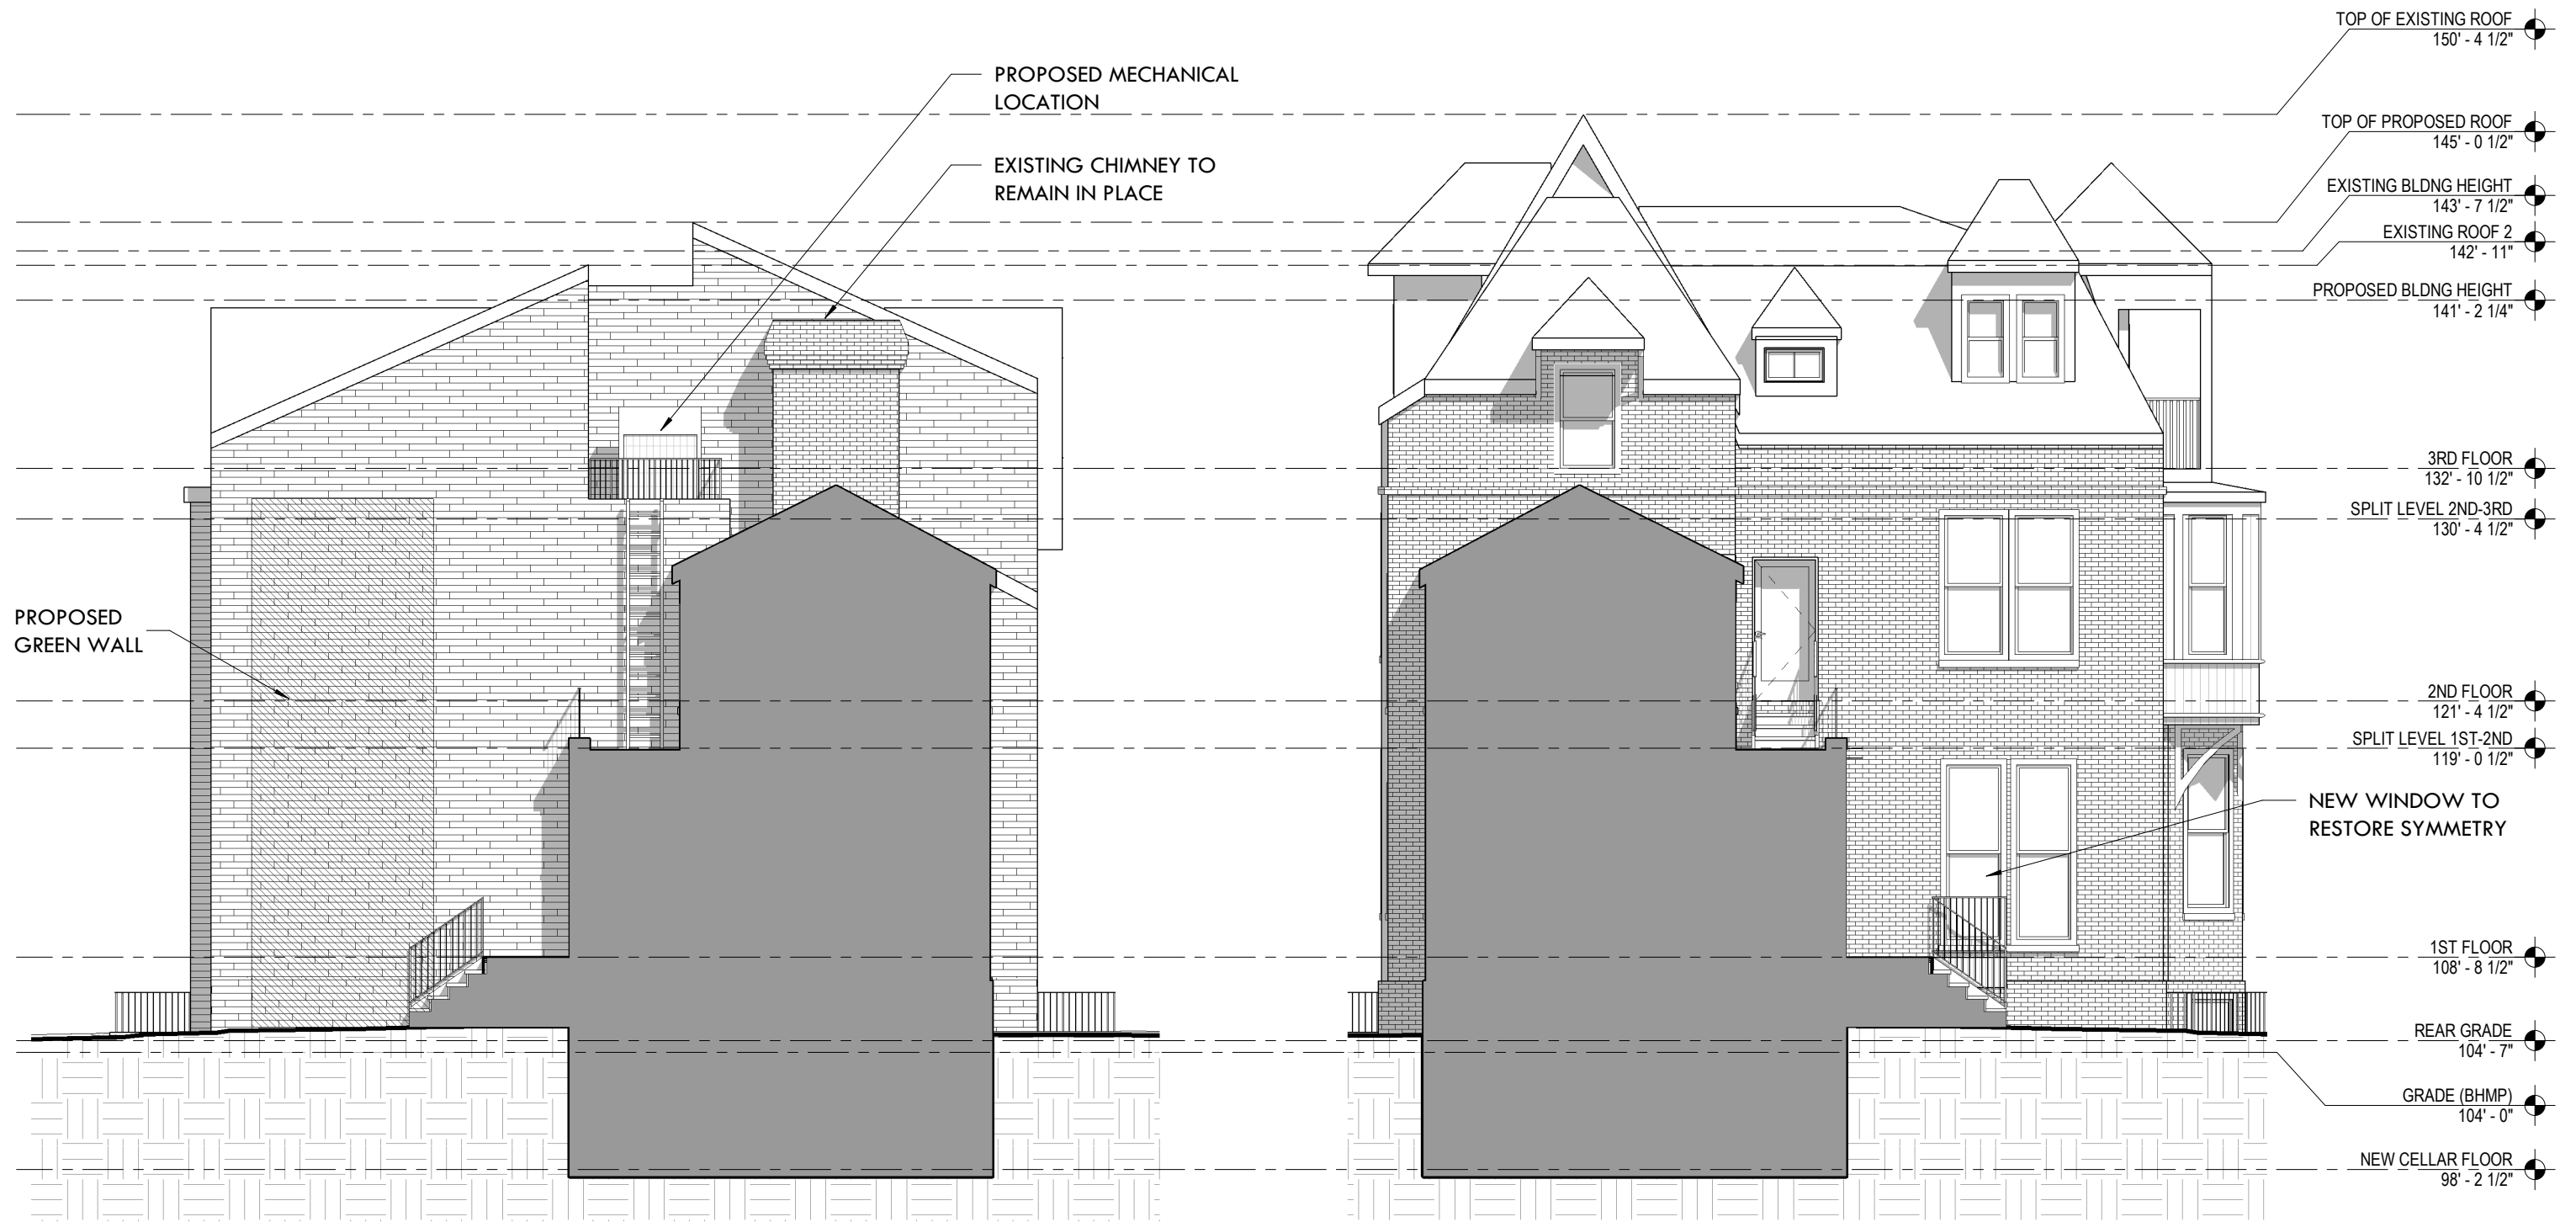 TOP OF EXISTING ROOF
150' - 4 1/2"
PROPOSED MECHANICAL
LOCATION
TOP OF PROPOSED ROOF
145' - 0 1/2"
EXISTING CHIMNEY TO
REMAIN IN PLACE
EXISTING BLDNG HEIGHT
143' - 7 1/2"
EXISTING ROOF 2
142' - 11"
PROPOSED BLDNG HEIGHT
141' - 2 1/4"
3RD FLOOR
132' - 10 1/2"
SPLIT LEVEL 2ND-3RD
130' - 4 1/2"
PROPOSED
GREEN WALL
2ND FLOOR
121' - 4 1/2"
SPLIT LEVEL 1ST-2ND
119' - 0 1/2"
NEW WINDOW TO
RESTORE SYMMETRY
1ST FLOOR
108' - 8 1/2"
REAR GRADE
104' - 7"
GRADE (BHMP)
104' - 0"
NEW CELLAR FLOOR
98' - 2 1/2"